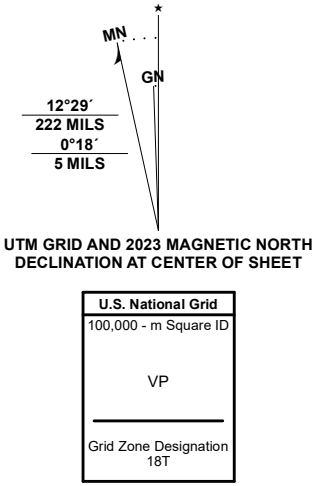 ★
MN
GN
12°29´
222 MILS
0°18´
5 MILS
UTM GRID AND 2023 MAGNETIC NORTH
DECLINATION AT CENTER OF SHEET
U.S. National Grid
100,000 - m Square ID
VP
Grid Zone Designation
18T